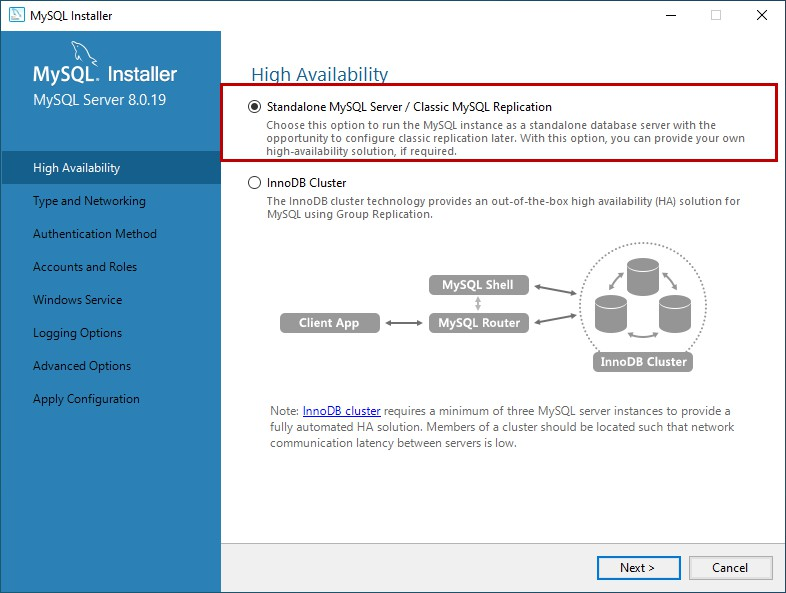 MySQL Installer
MySQL. Installer
MySQL Server 8.0.19
High Availability
Type and Networking
Authentication Method
Accounts and Roles
Windows Service
Logging Options
Advanced Options
Apply Configuration
High Availability
Standalone MySQL Server / Classic MySQL Replication
Choose this option to run the MySQL instance as a standalone database server with the
opportunity to configure classic replication later. With this option, you can provide your own
high-availability solution, if required.
InnoDB Cluster
The InnoDB cluster technology provides an out-of-the-box high availability (HA) solution for
MySQL using Group Replication.
MySQL Shell
Client App
MySQL Router
InnoDB Cluster
Note: InnoDB cluster requires a minimum of three MySQL server instances to provide a
fully automated HA solution. Members of a cluster should be located such that network
communication latency between servers is low.
Next >
Cancel